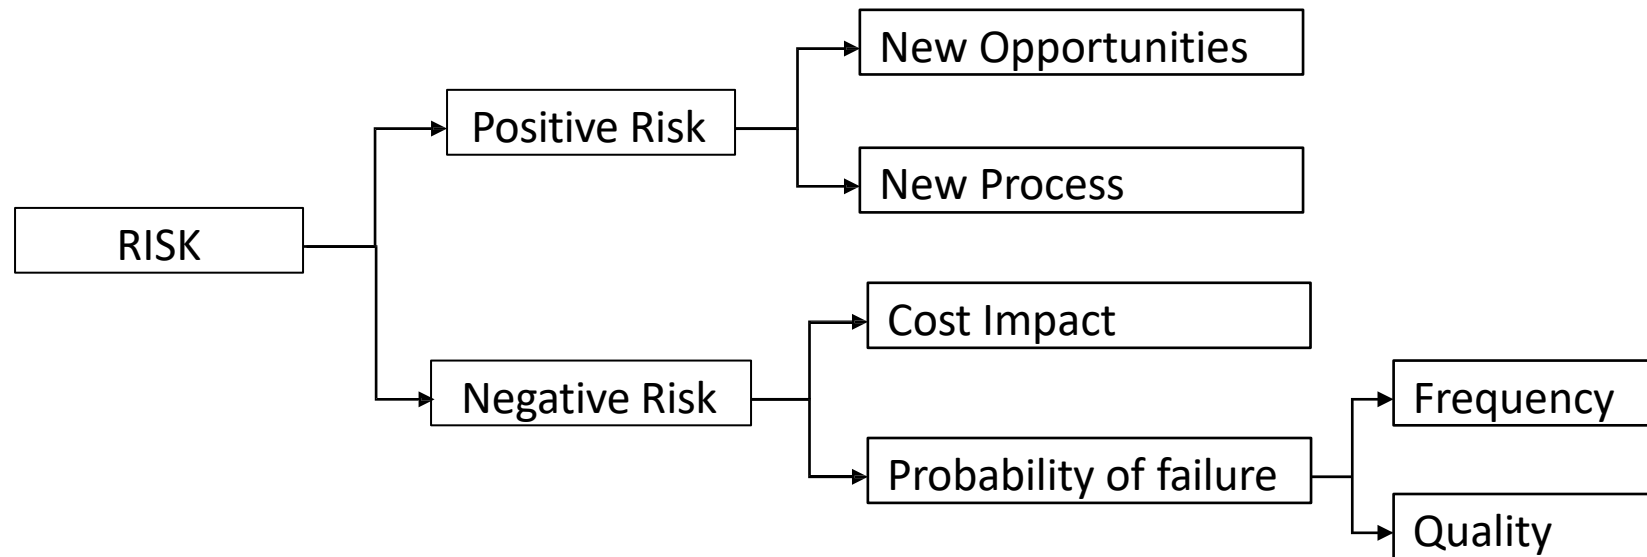 New Opportunities
Positive Risk
New Process
RISK
Cost Impact
Negative Risk
Frequency
Probability of failure
Quality